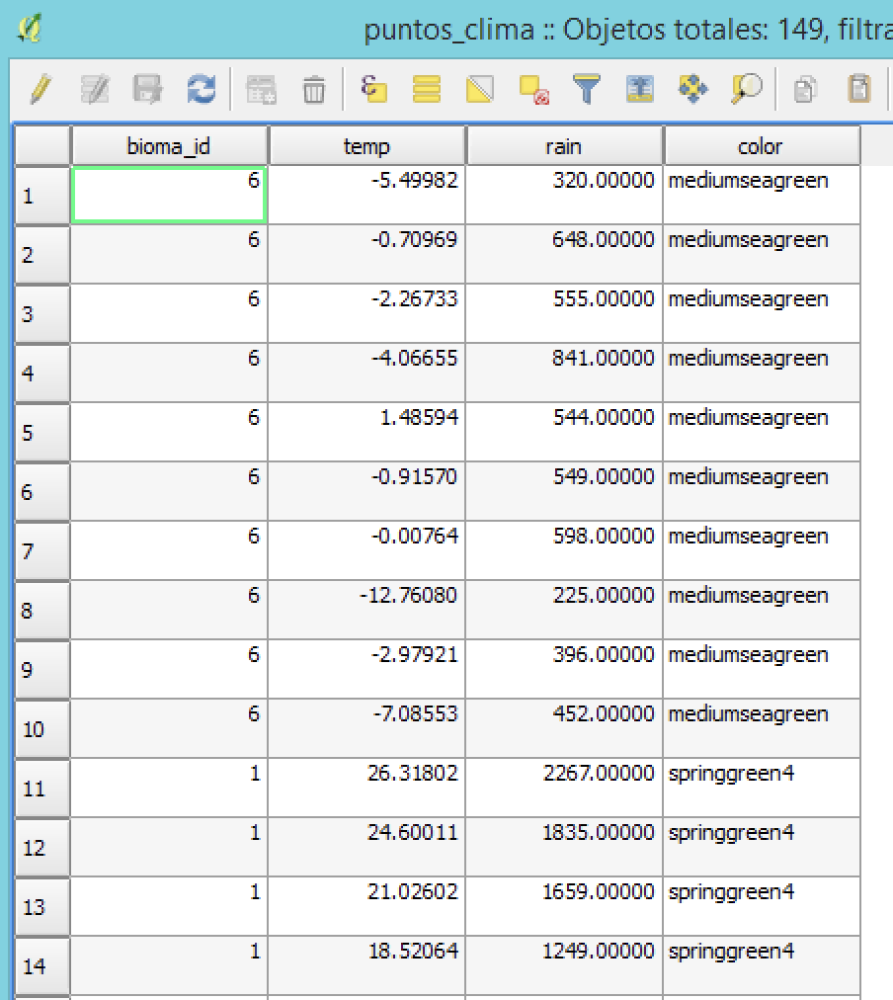 puntos_clima :: Objetos totales: 149, filtra
bioma_id temp rain color
1 6 -5.49982 320.00000 mediumseagreen
2 6 -0.70969 648.00000 mediumseagreen
3 6 -2.26733 555.00000 mediumseagreen
4 6 -4.06655 841.00000 mediumseagreen
5 6 1.48594 544.00000 mediumseagreen
6 6 -0.91570 549.00000 mediumseagreen
7 6 -0.00764 598.00000 mediumseagreen
8 6 -12.76080 225.00000 mediumseagreen
9 6 -2.97921 396.00000 mediumseagreen
10 6 -7.08553 452.00000 mediumseagreen
11 1 26.31802 2267.00000 springgreen4
12 1 24.60011 1835.00000 springgreen4
13 1 21.02602 1659.00000 springgreen4
14 1 18.52064 1249.00000 springgreen4